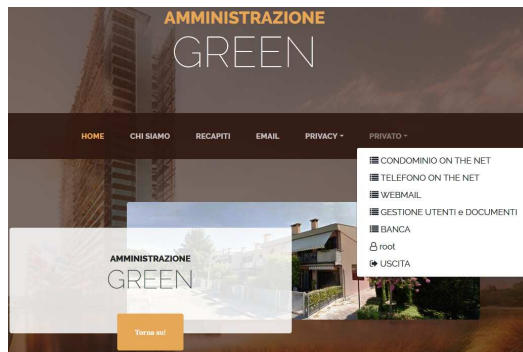 AMMINISTRAZIONE
GREEN
HOME CHI SIAMO RECAPITI EMAIL PRIVACY PRIVATO
CONDOMINIO ON THE NET
TELEFONO ON THE NET
WEBMAIL
GESTIONE UTENTI e DOCUMENTI
BANCA
root
USCITA
AMMINISTRAZIONE
GREEN
Torna su!